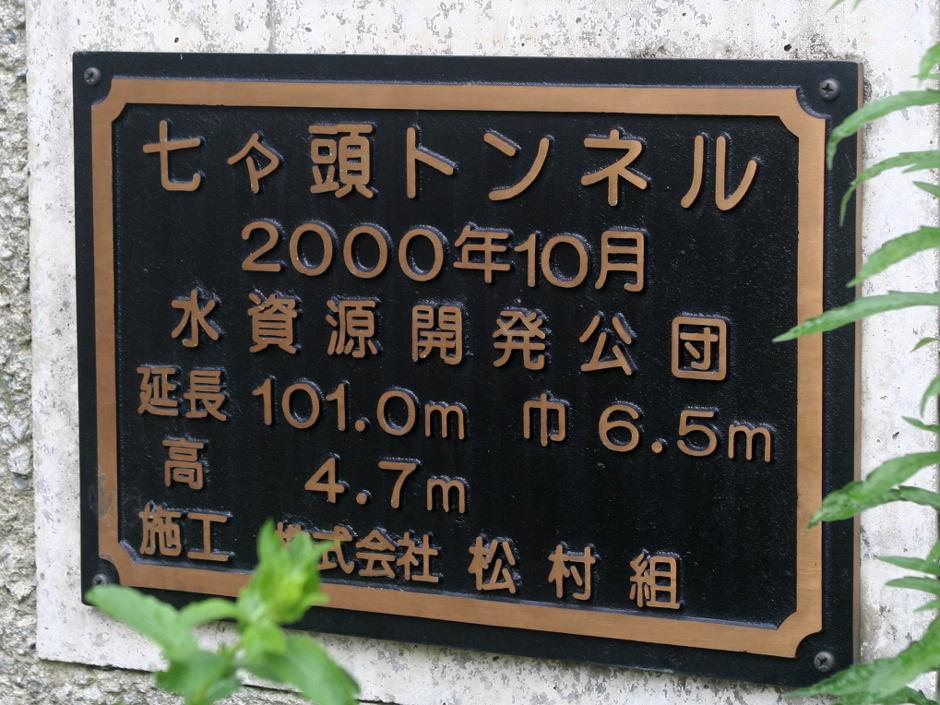 七々頭トンネル
2000年10月
水資源開発公団
延長 101.0m 巾 6.5m
高 4.7m
施工 株式会社 松村組